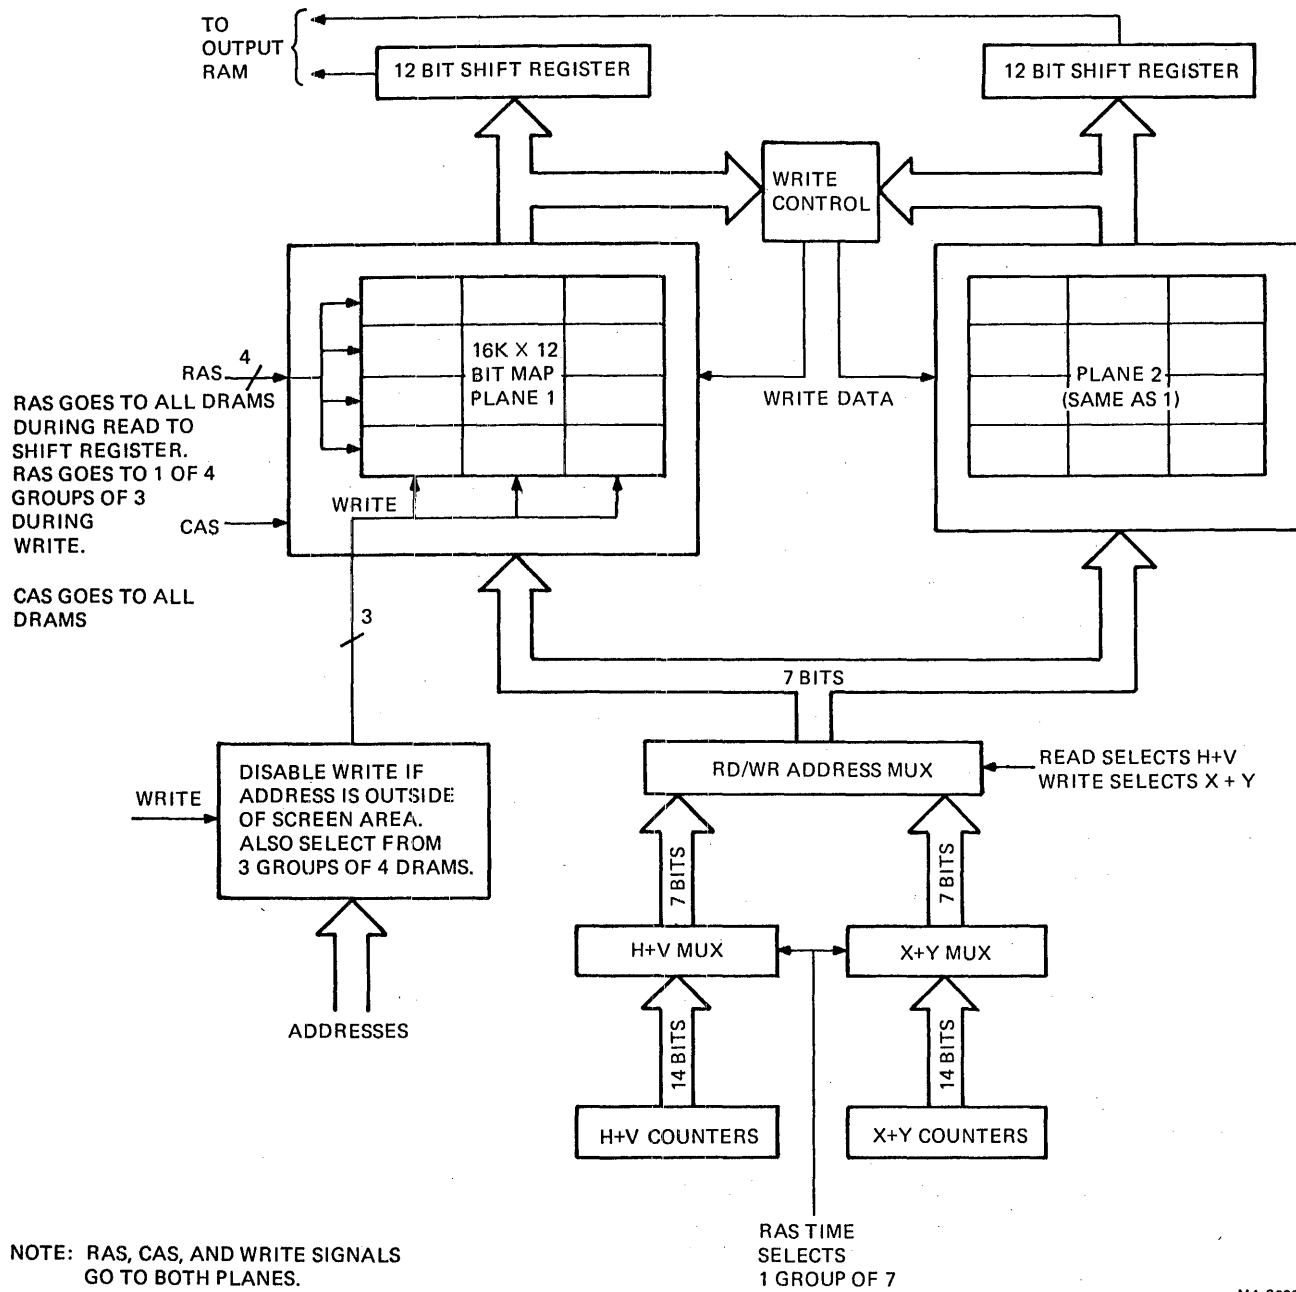 TO
OUTPUT
RAM
12 BIT SHIFT REGISTER
12 BIT SHIFT REGISTER
WRITE
CONTROL
16K X 12
BIT MAP
PLANE 1
PLANE 2
(SAME AS 1)
4
RAS
WRITE DATA
RAS GOES TO ALL DRAMS
DURING READ TO
SHIFT REGISTER.
RAS GOES TO 1 OF 4
GROUPS OF 3
DURING
WRITE.
WRITE
CAS
CAS GOES TO ALL
DRAMS
3
7 BITS
DISABLE WRITE IF
ADDRESS IS OUTSIDE
OF SCREEN AREA.
ALSO SELECT FROM
3 GROUPS OF 4 DRAMS.
WRITE
RD/WR ADDRESS MUX
READ SELECTS H+V
WRITE SELECTS X + Y
7 BITS
7 BITS
H+V MUX
X+Y MUX
ADDRESSES
14 BITS
14 BITS
H+V COUNTERS
X+Y COUNTERS
RAS TIME
SELECTS
1 GROUP OF 7
NOTE: RAS, CAS, AND WRITE SIGNALS
GO TO BOTH PLANES.